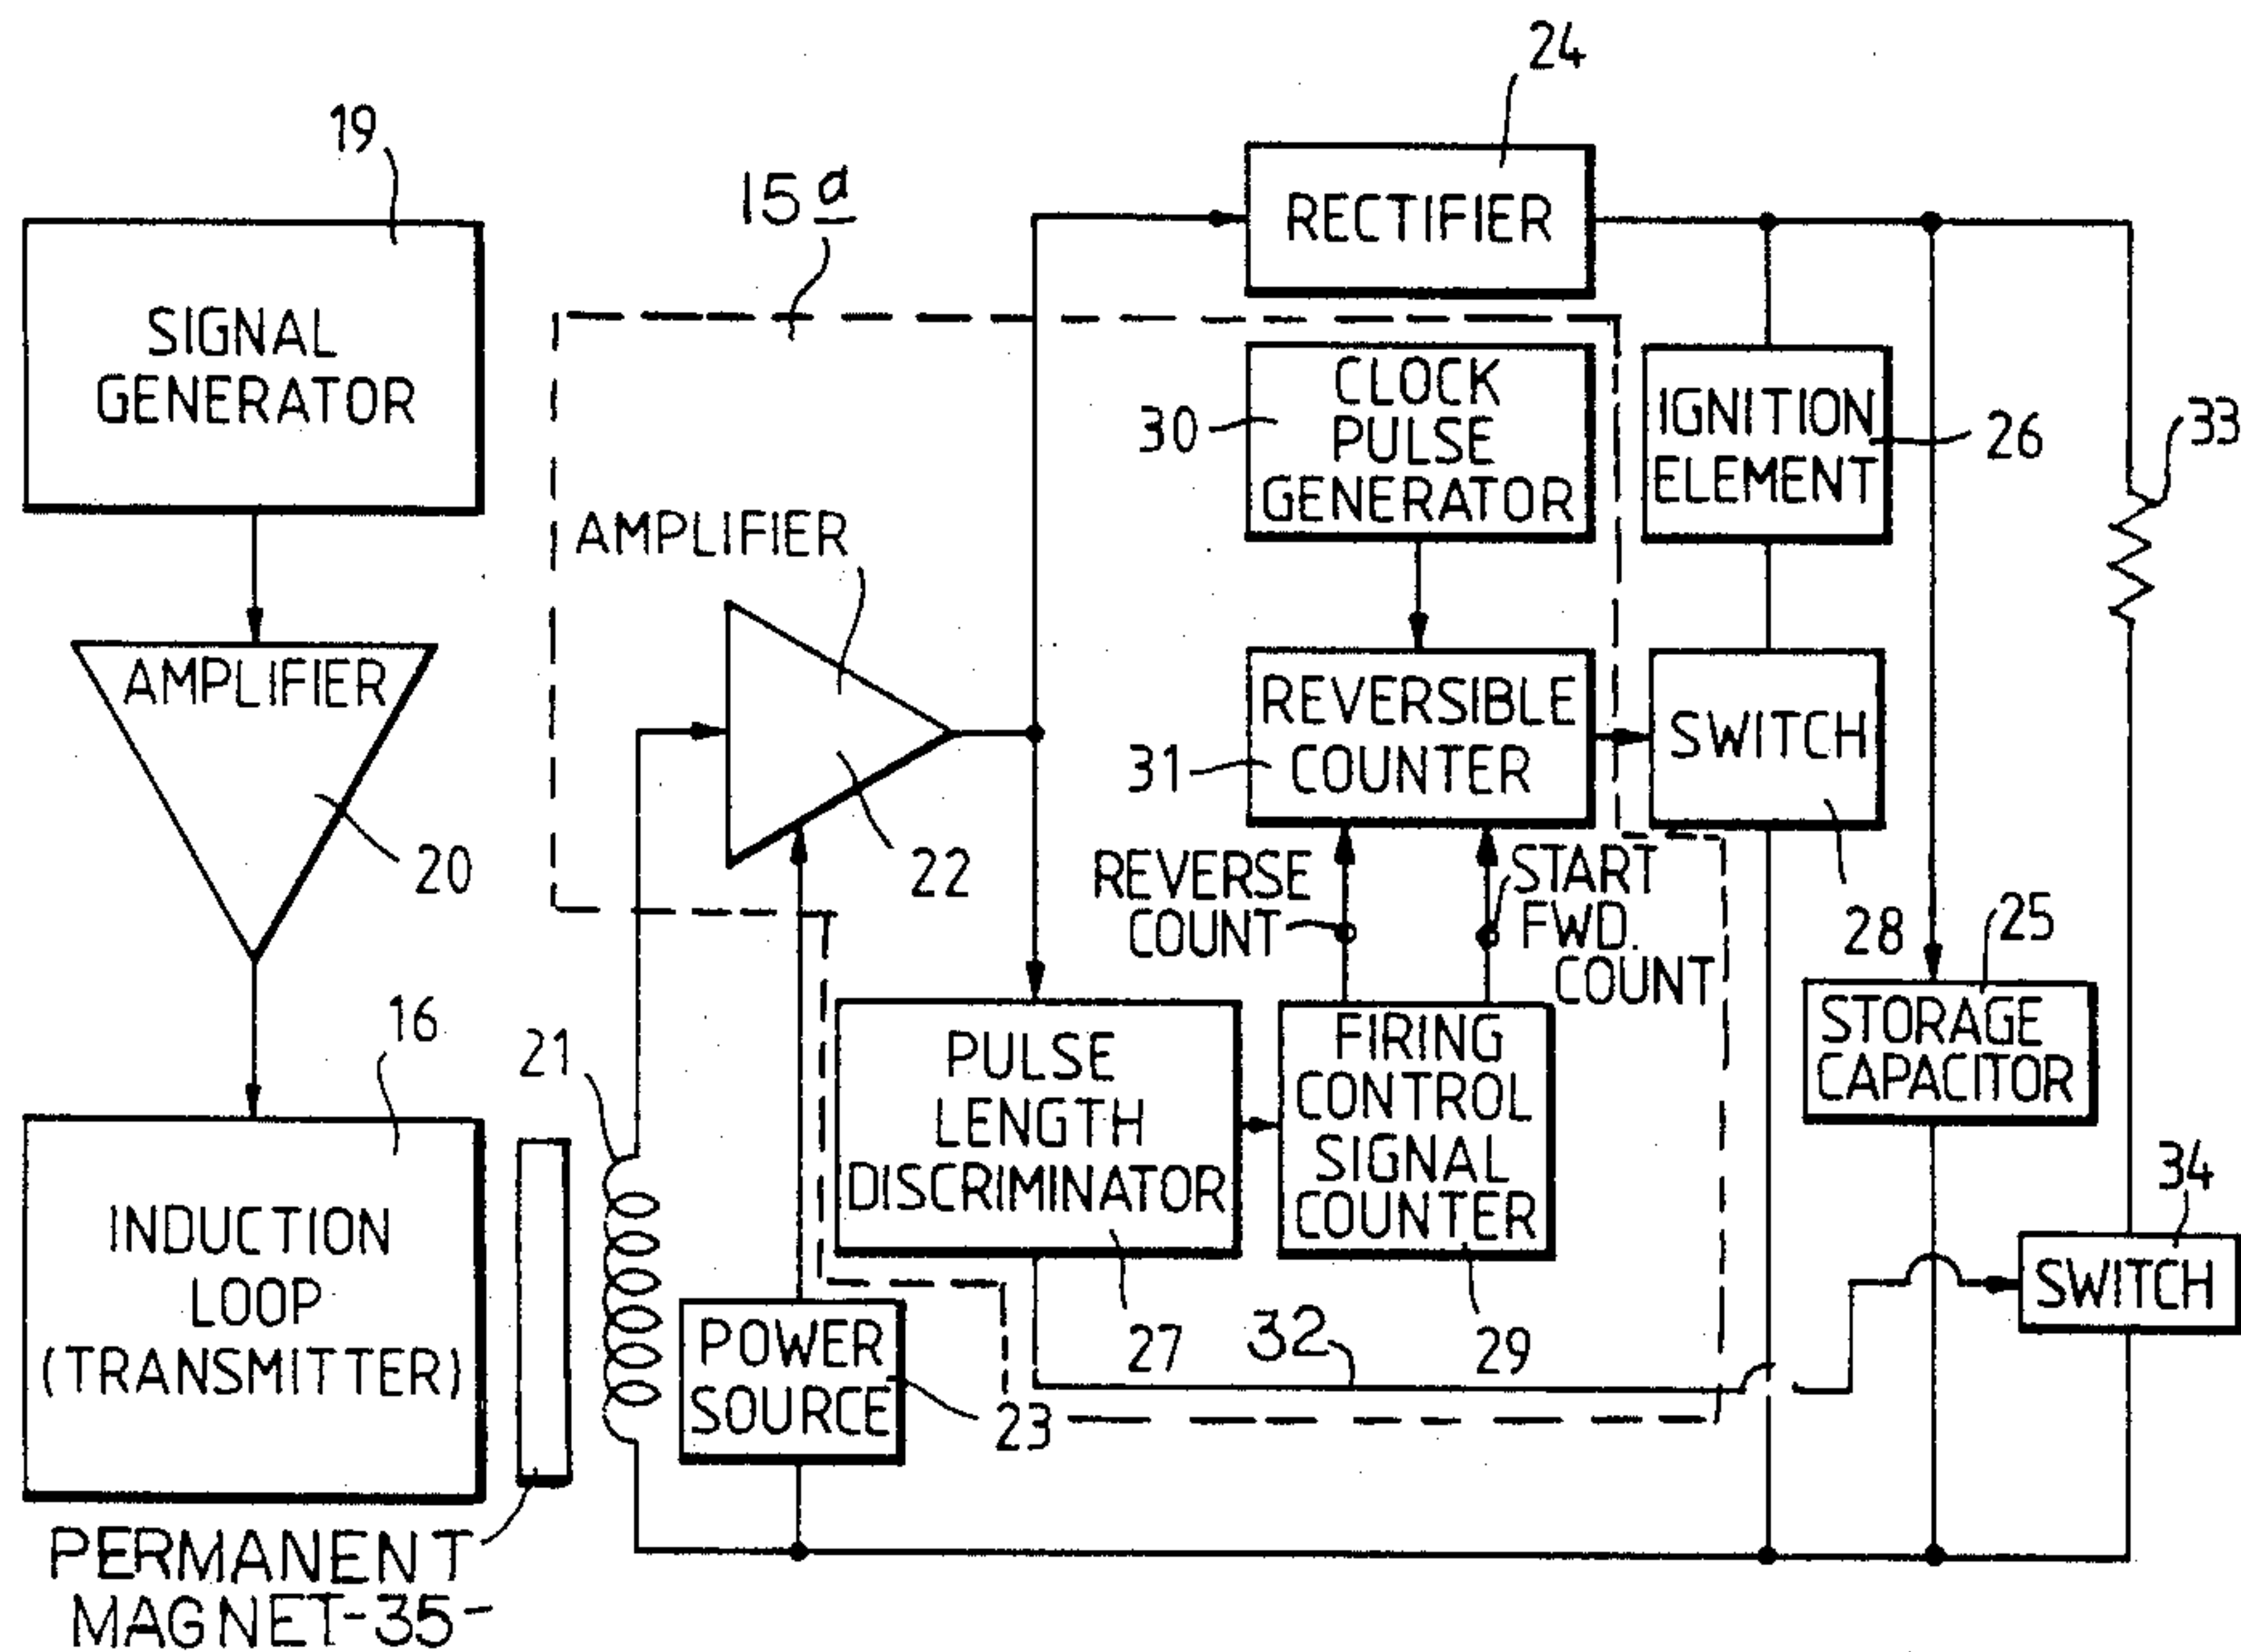 24
19
15 a
RECTIFIER
SIGNAL
GENERATOR
CLOCK
PULSE
GENERATOR
30
IGNITION
ELEMENT
26
33
AMPLIFIER
AMPLIFIER
20
22
REVERSIBLE
COUNTER
31
SWITCH
28
REVERSE
COUNT
START
FWD.
COUNT
25
STORAGE
CAPACITOR
16
21
PULSE
LENGTH
DISCRIMINATOR
FIRING
CONTROL
SIGNAL
COUNTER
34
SWITCH
INDUCTION
LOOP
(TRANSMITTER)
POWER
SOURCE
23
27
32
29
PERMANENT
MAGNET-35-